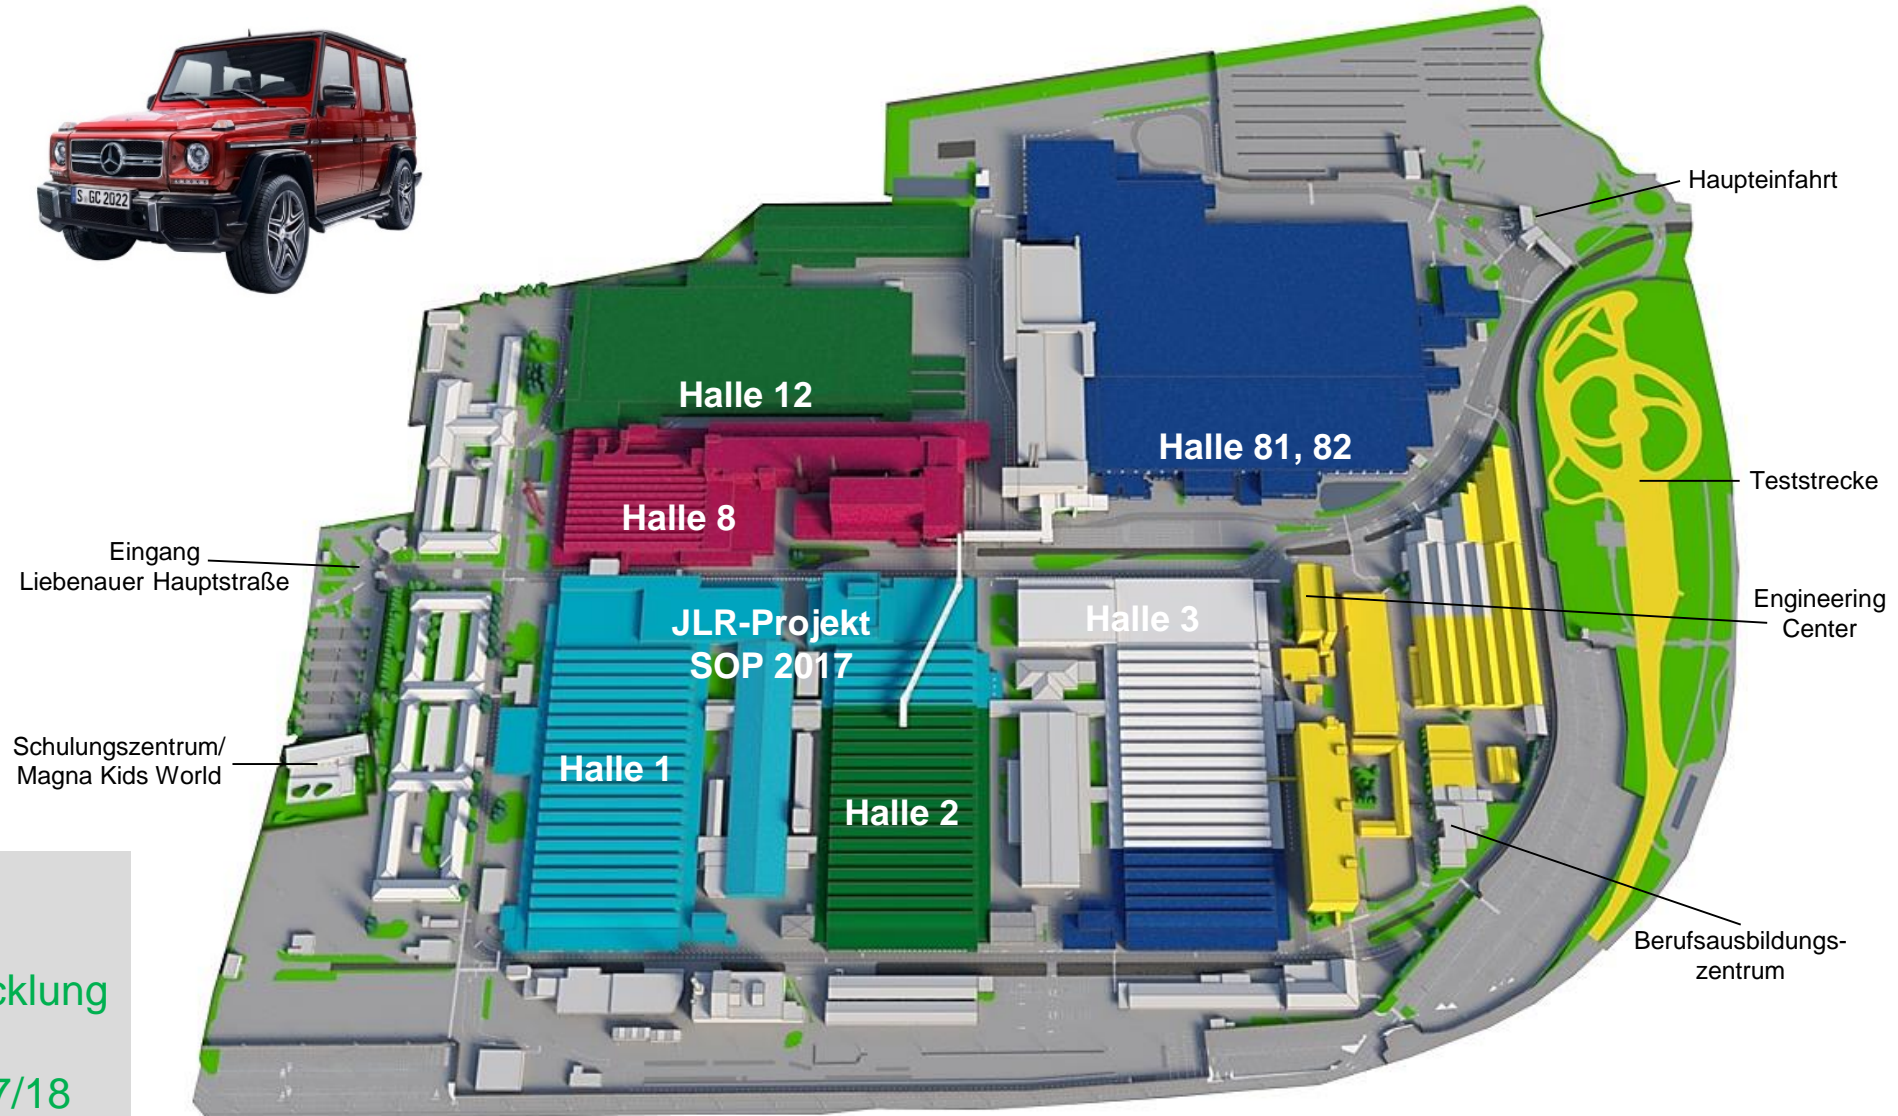 S GC 2022
Haupteinfahrt
Halle 12
Halle 81, 82
Teststrecke
Halle 8
Eingang
Liebenauer Hauptstraße
Engineering
Center
JLR-Projekt
SOP 2017
Halle 3
Schulungszentrum/
Magna Kids World
Halle 1
Halle 2
Berufsausbildungs-
zentrum
cklung
7/18